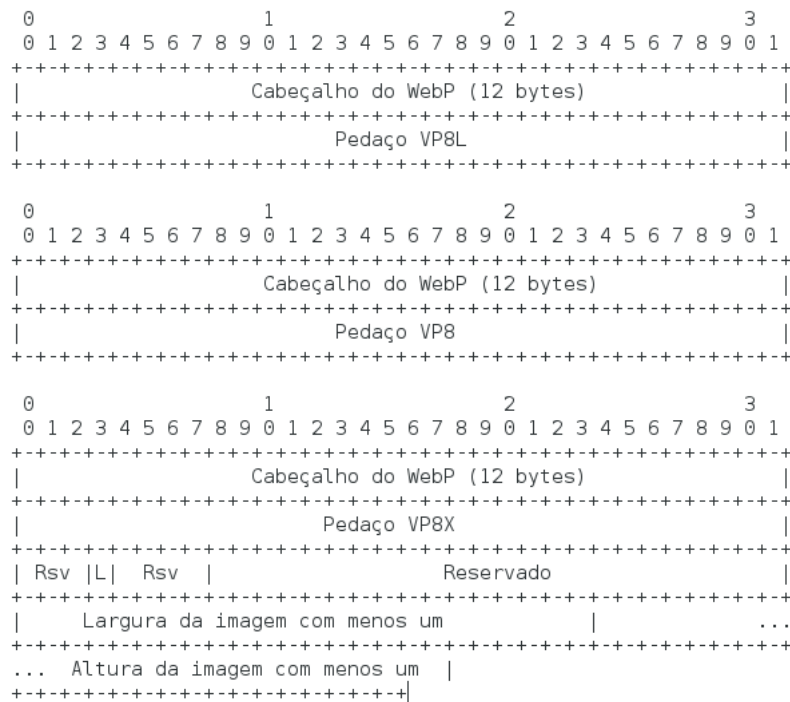 0                   1                   2                   3
0 1 2 3 4 5 6 7 8 9 0 1 2 3 4 5 6 7 8 9 0 1 2 3 4 5 6 7 8 9 0 1
+-+-+-+-+-+-+-+-+-+-+-+-+-+-+-+-+-+-+-+-+-+-+-+-+-+-+-+-+-+-+-+-+
|                   Cabeçalho do WebP (12 bytes)                |
+-+-+-+-+-+-+-+-+-+-+-+-+-+-+-+-+-+-+-+-+-+-+-+-+-+-+-+-+-+-+-+-+
|                          Pedaço VP8L                          |
+-+-+-+-+-+-+-+-+-+-+-+-+-+-+-+-+-+-+-+-+-+-+-+-+-+-+-+-+-+-+-+-+
0                   1                   2                   3
0 1 2 3 4 5 6 7 8 9 0 1 2 3 4 5 6 7 8 9 0 1 2 3 4 5 6 7 8 9 0 1
+-+-+-+-+-+-+-+-+-+-+-+-+-+-+-+-+-+-+-+-+-+-+-+-+-+-+-+-+-+-+-+-+
|                    Cabeçalho do WebP (12 bytes)               |
+-+-+-+-+-+-+-+-+-+-+-+-+-+-+-+-+-+-+-+-+-+-+-+-+-+-+-+-+-+-+-+-+
|                          Pedaço VP8                           |
+-+-+-+-+-+-+-+-+-+-+-+-+-+-+-+-+-+-+-+-+-+-+-+-+-+-+-+-+-+-+-+-+
0                   1                   2                   3
0 1 2 3 4 5 6 7 8 9 0 1 2 3 4 5 6 7 8 9 0 1 2 3 4 5 6 7 8 9 0 1
+-+-+-+-+-+-+-+-+-+-+-+-+-+-+-+-+-+-+-+-+-+-+-+-+-+-+-+-+-+-+-+-+
|                   Cabeçalho do WebP (12 bytes)                |
+-+-+-+-+-+-+-+-+-+-+-+-+-+-+-+-+-+-+-+-+-+-+-+-+-+-+-+-+-+-+-+-+
|                         Pedaço VP8X                           |
+-+-+-+-+-+-+-+-+-+-+-+-+-+-+-+-+-+-+-+-+-+-+-+-+-+-+-+-+-+-+-+-+
| Rsv |L|  Rsv  |                   Reservado                   |
+-+-+-+-+-+-+-+-+-+-+-+-+-+-+-+-+-+-+-+-+-+-+-+-+-+-+-+-+-+-+-+-+
|     Largura da imagem com menos um            |             ...
+-+-+-+-+-+-+-+-+-+-+-+-+-+-+-+-+-+-+-+-+-+-+-+-+-+-+-+-+-+-+-+-+
...  Altura da imagem com menos um  |
+-+-+-+-+-+-+-+-+-+-+-+-+-+-+-+-+|